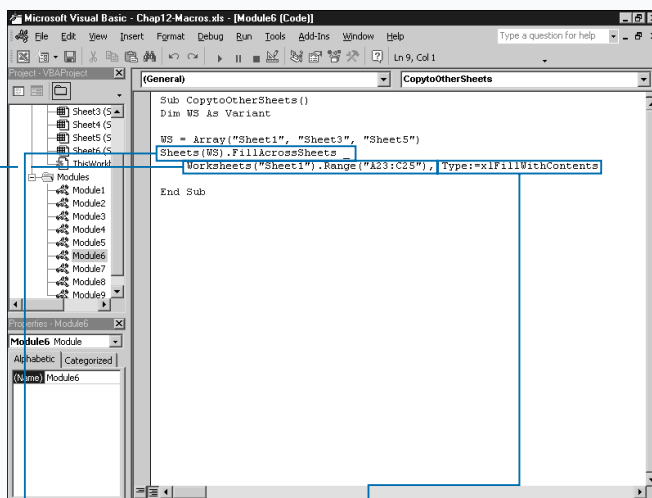 Microsoft Visual Basic - Chap12-Macros.xls - [Module6 (Code)]
File Edit View Insert Format Debug Run Tools Add-Ins Window Help
Type a question for help
Ln 9, Col 1
Project - VBAProject
(General)
CopytoOtherSheets
Sheet3 (S
Sheet4 (S
Sheet5 (S
Sheet6 (S
ThisWorkb
Modules
Module1
Module2
Module3
Module4
Module5
Module6
Module7
Module8
Module9
Sub CopytoOtherSheets()
Dim WS As Variant
WS = Array("Sheet1", "Sheet3", "Sheet5")
Sheets(WS).FillAcrossSheets _
Worksheets("Sheet1").Range("A23:C25"), Type:=xlFillWithContents
End Sub
Properties - Module6
Module6 Module
Alphabetic Categorized
(Name) Module6